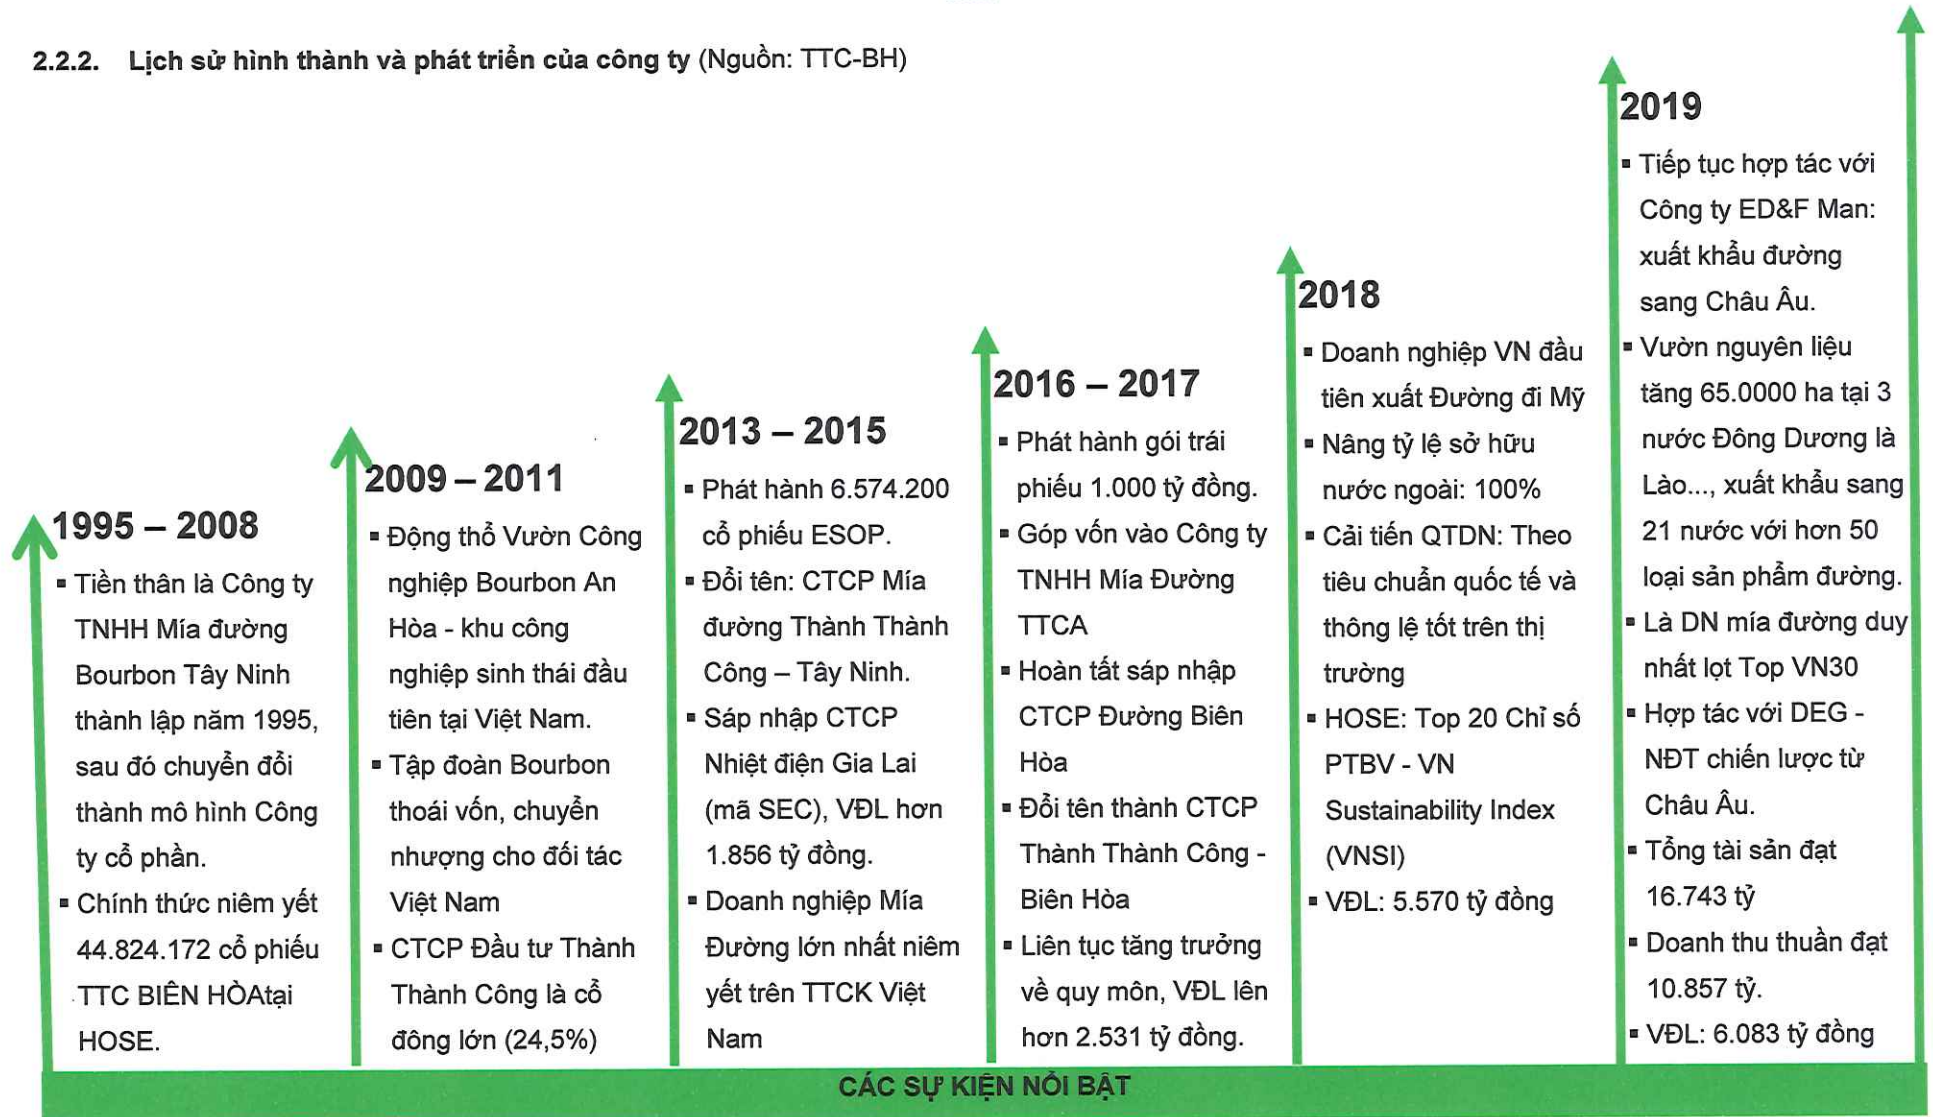 2.2.2. Lịch sử hình thành và phát triển của công ty (Nguồn: TTC-BH)
1995 – 2008
▪ Tiền thân là Công ty
TNHH Mía đường
Bourbon Tây Ninh
thành lập năm 1995,
sau đó chuyển đổi
thành mô hình Công
ty cổ phần.
▪ Chính thức niêm yết
44.824.172 cổ phiếu
TTC BIÊN HÒAtại
HOSE.
2009 – 2011
▪ Động thổ Vườn Công
nghiệp Bourbon An
Hòa - khu công
nghiệp sinh thái đầu
tiên tại Việt Nam.
▪ Tập đoàn Bourbon
thoái vốn, chuyển
nhượng cho đối tác
Việt Nam
▪ CTCP Đầu tư Thành
Thành Công là cổ
đông lớn (24,5%)
2013 – 2015
▪ Phát hành 6.574.200
cổ phiếu ESOP.
▪ Đổi tên: CTCP Mía
đường Thành Thành
Công – Tây Ninh.
▪ Sáp nhập CTCP
Nhiệt điện Gia Lai
(mã SEC), VĐL hơn
1.856 tỷ đồng.
▪ Doanh nghiệp Mía
Đường lớn nhất niêm
yết trên TTCK Việt
Nam
2016 – 2017
▪ Phát hành gói trái
phiếu 1.000 tỷ đồng.
▪ Góp vốn vào Công ty
TNHH Mía Đường
TTCA
▪ Hoàn tất sáp nhập
CTCP Đường Biên
Hòa
▪ Đổi tên thành CTCP
Thành Thành Công -
Biên Hòa
▪ Liên tục tăng trưởng
về quy môn, VĐL lên
hơn 2.531 tỷ đồng.
2018
▪ Doanh nghiệp VN đầu
tiên xuất Đường đi Mỹ
▪ Nâng tỷ lệ sở hữu
nước ngoài: 100%
▪ Cải tiến QTDN: Theo
tiêu chuẩn quốc tế và
thông lệ tốt trên thị
trường
▪ HOSE: Top 20 Chỉ số
PTBV - VN
Sustainability Index
(VNSI)
▪ VĐL: 5.570 tỷ đồng
2019
▪ Tiếp tục hợp tác với
Công ty ED&F Man:
xuất khẩu đường
sang Châu Âu.
▪ Vườn nguyên liệu
tăng 65.0000 ha tại 3
nước Đông Dương là
Lào..., xuất khẩu sang
21 nước với hơn 50
loại sản phẩm đường.
▪ Là DN mía đường duy
nhất lọt Top VN30
▪ Hợp tác với DEG -
NĐT chiến lược từ
Châu Âu.
▪ Tổng tài sản đạt
16.743 tỷ
▪ Doanh thu thuần đạt
10.857 tỷ.
▪ VĐL: 6.083 tỷ đồng
CÁC SỰ KIỆN NỔI BẬT